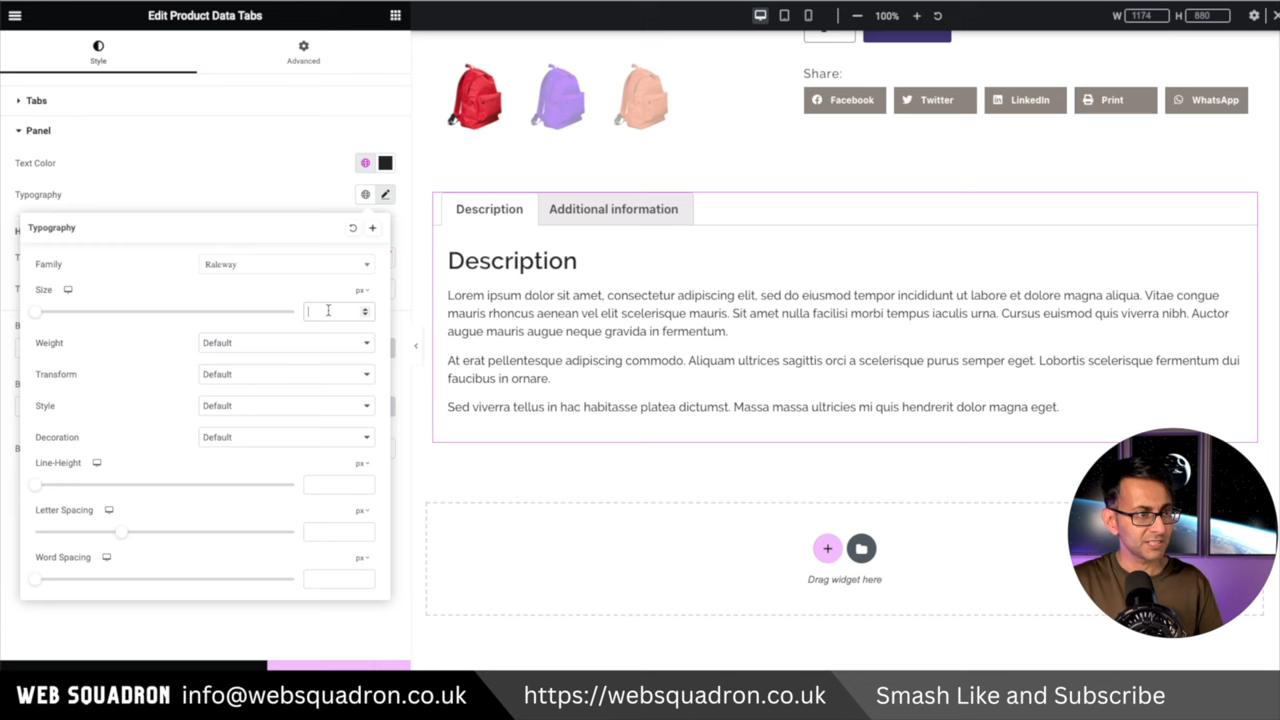 Edit Product Data Tabs
100%
W 1174 H 880
Style
Advanced
Tabs
Panel
Text Color
Typography
Typography
Family
Raleway
Size
px
Weight
Default
Transform
Default
Style
Default
Decoration
Default
Line-Height
px
Letter Spacing
px
Word Spacing
px
Share:
Facebook
Twitter
LinkedIn
Print
WhatsApp
Description
Additional information
Description
Lorem ipsum dolor sit amet, consectetur adipiscing elit, sed do eiusmod tempor incididunt ut labore et dolore magna aliqua. Vitae congue
mauris rhoncus aenean vel elit scelerisque mauris. Sit amet nulla facilisi morbi tempus iaculis urna. Cursus euismod quis viverra nibh. Auctor
augue mauris augue neque gravida in fermentum.
At erat pellentesque adipiscing commodo. Aliquam ultrices sagittis orci a scelerisque purus semper eget. Lobortis scelerisque fermentum dui
faucibus in ornare.
Sed viverra tellus in hac habitasse platea dictumst. Massa massa ultricies mi quis hendrerit dolor magna eget.
Drag widget here
WEB SQUADRON info@websquadron.co.uk
https://websquadron.co.uk
Smash Like and Subscribe